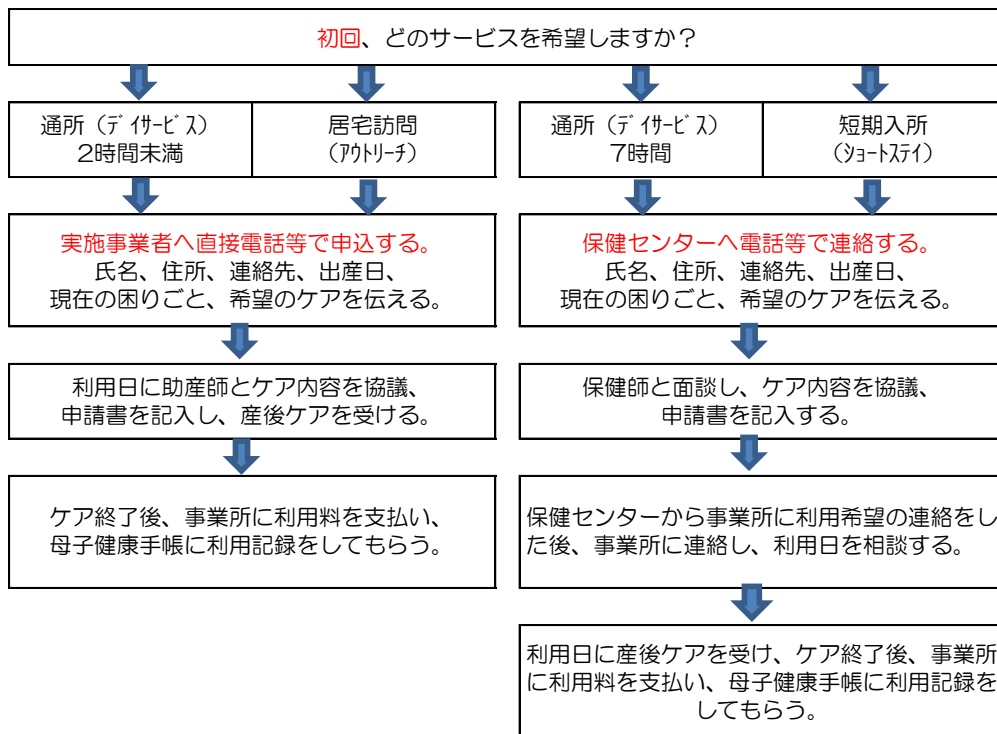 初回、どのサービスを希望しますか？
通所（ﾃﾞｲｻｰﾋﾞｽ）
2時間未満
居宅訪問
（ｱｳﾄﾘｰﾁ）
通所（ﾃﾞｲｻｰﾋﾞｽ）
7時間
短期入所
（ｼｮｰﾄｽﾃｲ）
実施事業者へ直接電話等で申込する。
氏名、住所、連絡先、出産日、
現在の困りごと、希望のケアを伝える。
利用日に助産師とケア内容を協議、
申請書を記入し、産後ケアを受ける。
ケア終了後、事業所に利用料を支払い、
母子健康手帳に利用記録をしてもらう。
保健センターへ電話等で連絡する。
氏名、住所、連絡先、出産日、
現在の困りごと、希望のケアを伝える。
保健師と面談し、ケア内容を協議、
申請書を記入する。
保健センターから事業所に利用希望の連絡をし
た後、事業所に連絡し、利用日を相談する。
利用日に産後ケアを受け、ケア終了後、事業所
に利用料を支払い、母子健康手帳に利用記録を
してもらう。